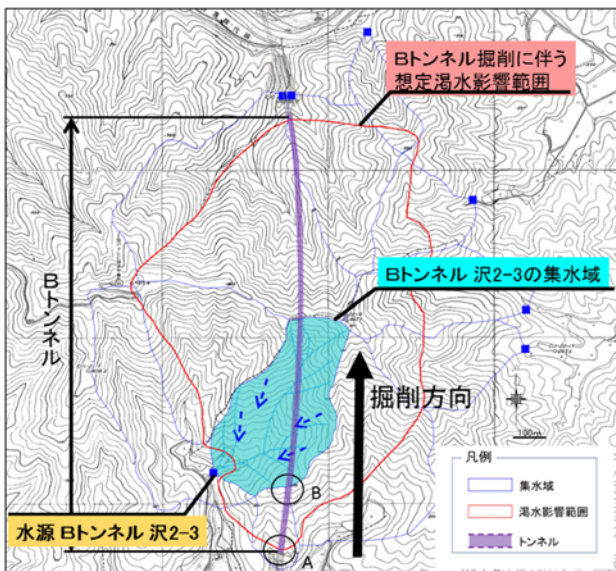 Bトンネル掘削に伴う
想定渇水影響範囲
Bトンネル
Bトンネル 沢2-3の集水域
掘削方向
100m
B
水源 Bトンネル 沢2-3
A
凡例
集水域
渇水影響範囲
トンネル